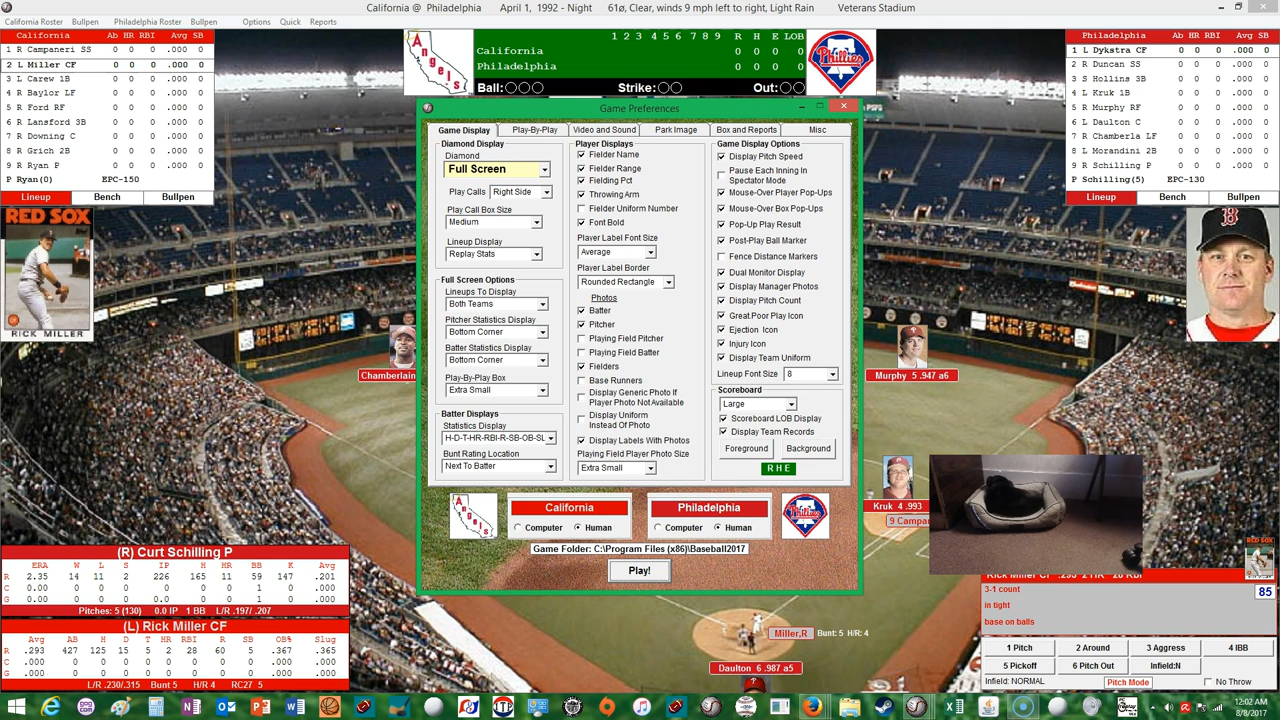 California @ Philadelphia April 1, 1992 - Night 61ø, Clear, winds 9 mph left to right, Light Rain Veterans Stadium
California Roster Bullpen Philadelphia Roster Bullpen Options Quick Reports
California Ab HR RBI Avg SB
1 R Campaneri SS 0 0 0 .000 0
2 L Miller CF 0 0 0 .000 0
3 L Carew 1B 0 0 0 .000 0
4 R Baylor LF 0 0 0 .000 0
5 R Ford RF 0 0 0 .000 0
6 R Lansford 3B 0 0 0 .000 0
7 R Downing C 0 0 0 .000 0
8 R Grich 2B 0 0 0 .000 0
9 R Ryan P 0 0 0 .000 0
P Ryan(0) EPC-150
Lineup Bench Bullpen
RED SOX
RICK MILLER
Angels
1 2 3 4 5 6 7 8 9 R H E LOB
California 0 0 0 0
Philadelphia 0 0 0 0
Ball: Strike: Out:
Phillies
Philadelphia Ab HR RBI Avg SB
1 L Dykstra CF 0 0 0 .000 0
2 R Duncan SS 0 0 0 .000 0
3 S Hollins 3B 0 0 0 .000 0
4 L Kruk 1B 0 0 0 .000 0
5 R Murphy RF 0 0 0 .000 0
6 L Daulton C 0 0 0 .000 0
7 R Chamberla LF 0 0 0 .000 0
8 L Morandini 2B 0 0 0 .000 0
9 R Schilling P 0 0 0 .000 0
P Schilling(5) EPC-130
Lineup Bench Bullpen
Game Preferences
Game Display Play-By-Play Video and Sound Park Image Box and Reports Misc
Diamond Display
Diamond
Full Screen
Play Calls Right Side
Play Call Box Size
Medium
Lineup Display
Replay Stats
Full Screen Options
Lineups To Display
Both Teams
Pitcher Statistics Display
Bottom Corner
Batter Statistics Display
Bottom Corner
Play-By-Play Box
Extra Small
Batter Displays
Statistics Display
H-D-T-HR-RBI-R-SB-OB-SL
Bunt Rating Location
Next To Batter
Player Displays
Fielder Name
Fielder Range
Fielding Pct
Throwing Arm
Fielder Uniform Number
Font Bold
Player Label Font Size
Average
Player Label Border
Rounded Rectangle
Photos
Batter
Pitcher
Playing Field Pitcher
Playing Field Batter
Fielders
Base Runners
Display Generic Photo If
Player Photo Not Available
Display Uniform
Instead Of Photo
Display Labels With Photos
Playing Field Player Photo Size
Extra Small
Game Display Options
Display Pitch Speed
Pause Each Inning In
Spectator Mode
Mouse-Over Player Pop-Ups
Mouse-Over Box Pop-Ups
Pop-Up Play Result
Post-Play Ball Marker
Fence Distance Markers
Dual Monitor Display
Display Manager Photos
Display Pitch Count
Great.Poor Play Icon
Ejection Icon
Injury Icon
Display Team Uniform
Lineup Font Size 8
Scoreboard
Large
Scoreboard LOB Display
Display Team Records
Foreground Background
R H E
Angels California Philadelphia Phillies
Computer Human Computer Human
Game Folder: C:\Program Files (x86)\Baseball2017
Play!
Chamberlain
Murphy 5 .947 a6
Kruk 4 .993
9 Campa
Miller,R Bunt: 5 H/R: 4
Daulton 6 .987 a5
(R) Curt Schilling P
ERA W L S IP H HR BB K Avg
R 2.35 14 11 2 226 165 11 59 147 .201
C 0.00 0 0 0 0 0 0 1 0 .000
G 0.00 0 0 0 0 0 0 1 0 .000
Pitches: 5 (130) 0.0 IP 1 BB L/R .197/ .207
(L) Rick Miller CF
Avg AB H D T HR RBI R SB OB% Slug
R .293 427 125 15 5 2 28 60 5 .367 .365
C .000 0 0 0 0 0 0 0 0 .000 .000
G .000 0 0 0 0 0 0 0 0 .000 .000
L/R .230/.315 Bunt 5 H/R 4 RC27 5
RED SOX
Rick Miller CF .293 2 HR 28 RBI
3-1 count 85
in tight
base on balls
1 Pitch 2 Around 3 Aggress 4 IBB
5 Pickoff 6 Pitch Out Infield:N
Infield: NORMAL Pitch Mode No Throw
12:02 AM
8/8/2017